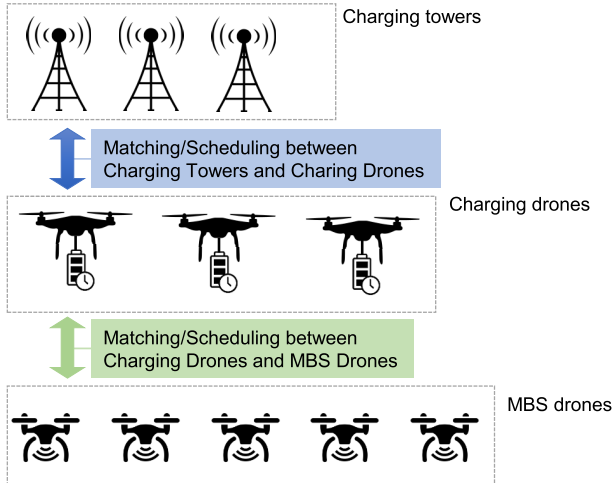 Charging towers
Matching/Scheduling between
Charging Towers and Charing Drones
Charging drones
Matching/Scheduling between
Charging Drones and MBS Drones
MBS drones